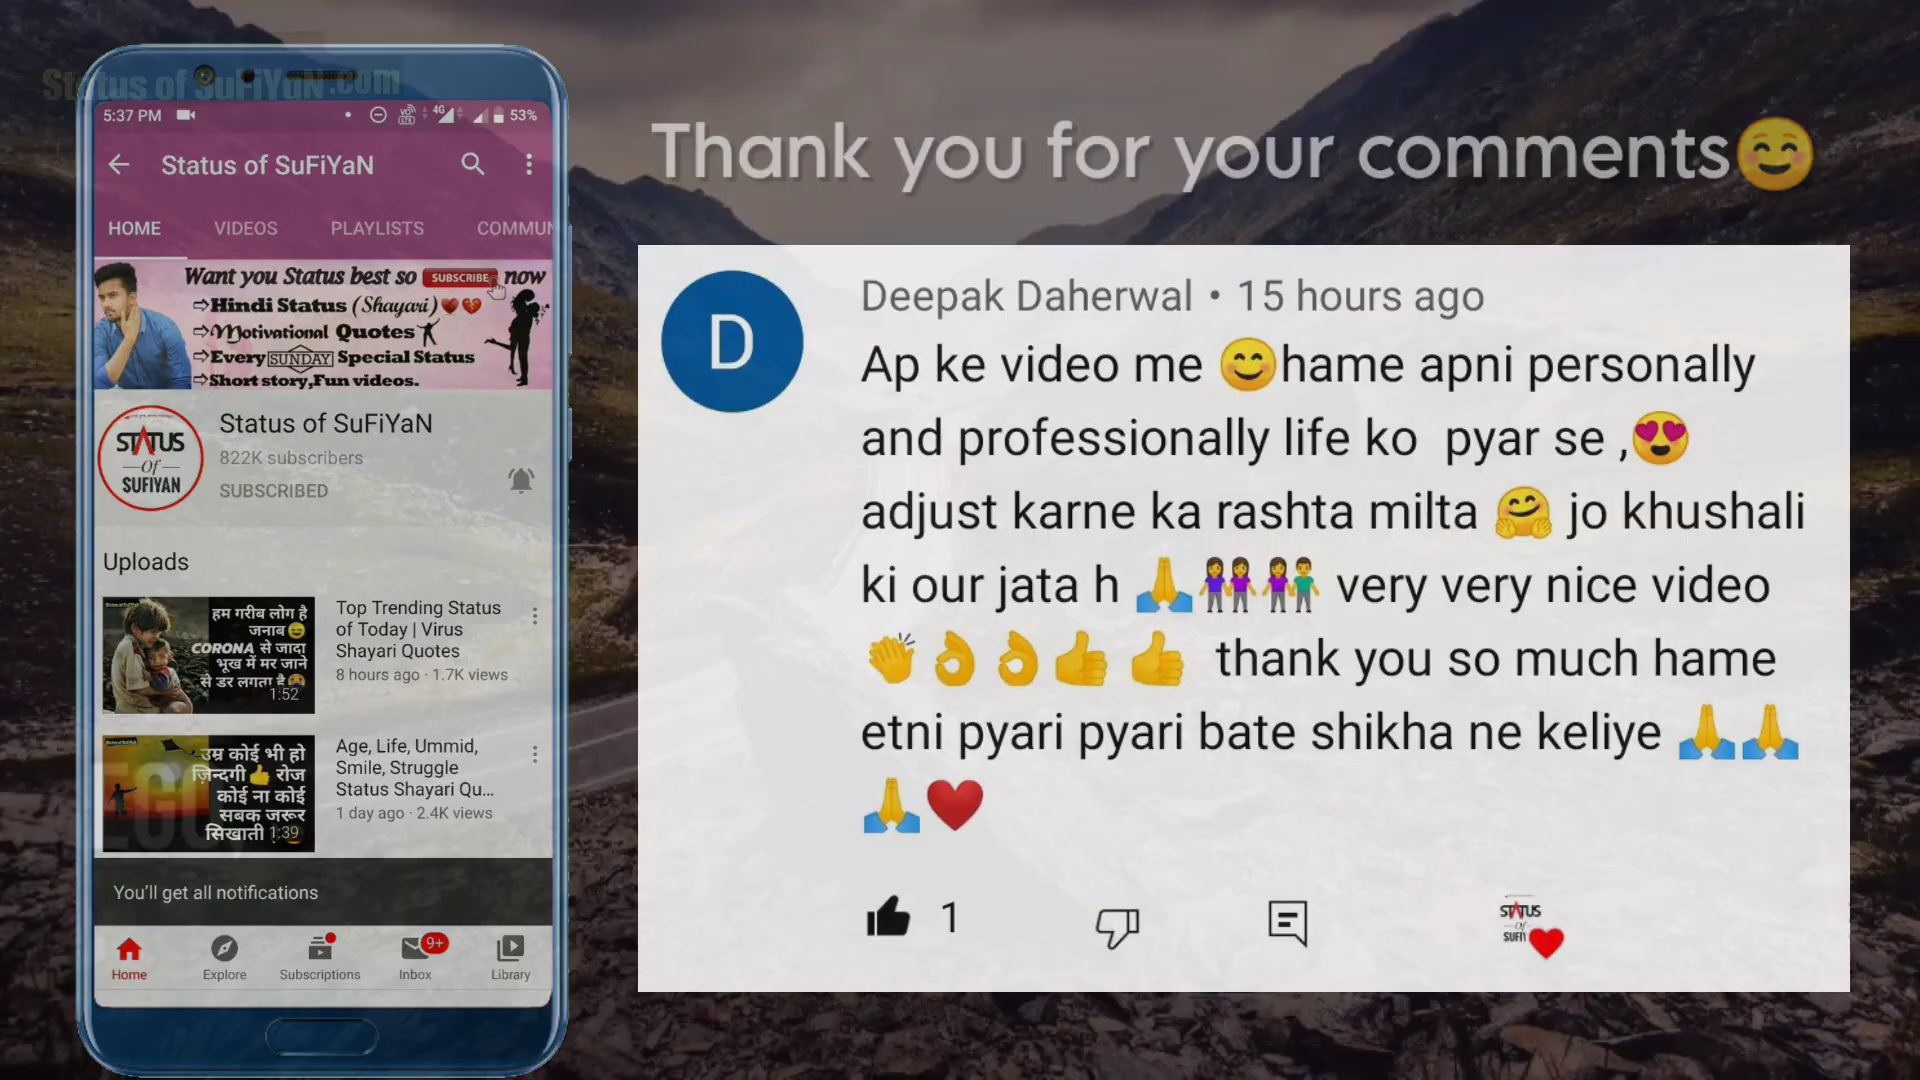 Status of SuFiYaN.com
5:37 PM 4G 53%
Status of SuFiYaN
HOME VIDEOS PLAYLISTS COMMUN
Want you Status best so SUBSCRIBE now
⇨Hindi Status (Shayari)❤💔
⇨Motivational Quotes
⇨Every SUNDAY Special Status
⇨Short story,Fun videos.
STATUS
Of
SUFIYAN
Status of SuFiYaN
822K subscribers
SUBSCRIBED
Uploads
हम गरीब लोग है
जनाब
CORONA से जादा
भूख में मर जाने
से डर लगता है
1:52
Top Trending Status
of Today | Virus
Shayari Quotes
8 hours ago · 1.7K views
उम्र कोई भी हो
ज़िन्दगी👍 रोज
कोई ना कोई
सबक जरूर
सिखाती
1:39
Age, Life, Ummid,
Smile, Struggle
Status Shayari Qu...
1 day ago · 2.4K views
You'll get all notifications
9+
Home Explore Subscriptions Inbox Library
Thank you for your comments😊
D
Deepak Daherwal • 15 hours ago
Ap ke video me 😊hame apni personally
and professionally life ko pyar se ,😍
adjust karne ka rashta milta 🤗 jo khushali
ki our jata h 🙏👭👫 very very nice video
👏👌👌👍👍 thank you so much hame
etni pyari pyari bate shikha ne keliye 🙏🙏
🙏❤
1
STATUS
Of
SUFI